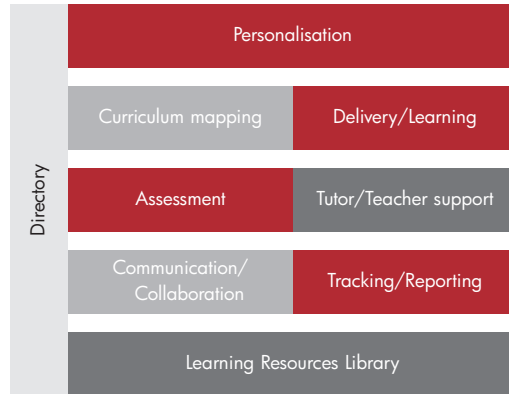 Directory
Personalisation
Curriculum mapping
Delivery/Learning
Assessment
Tutor/Teacher support
Communication/
Collaboration
Tracking/Reporting
Learning Resources Library